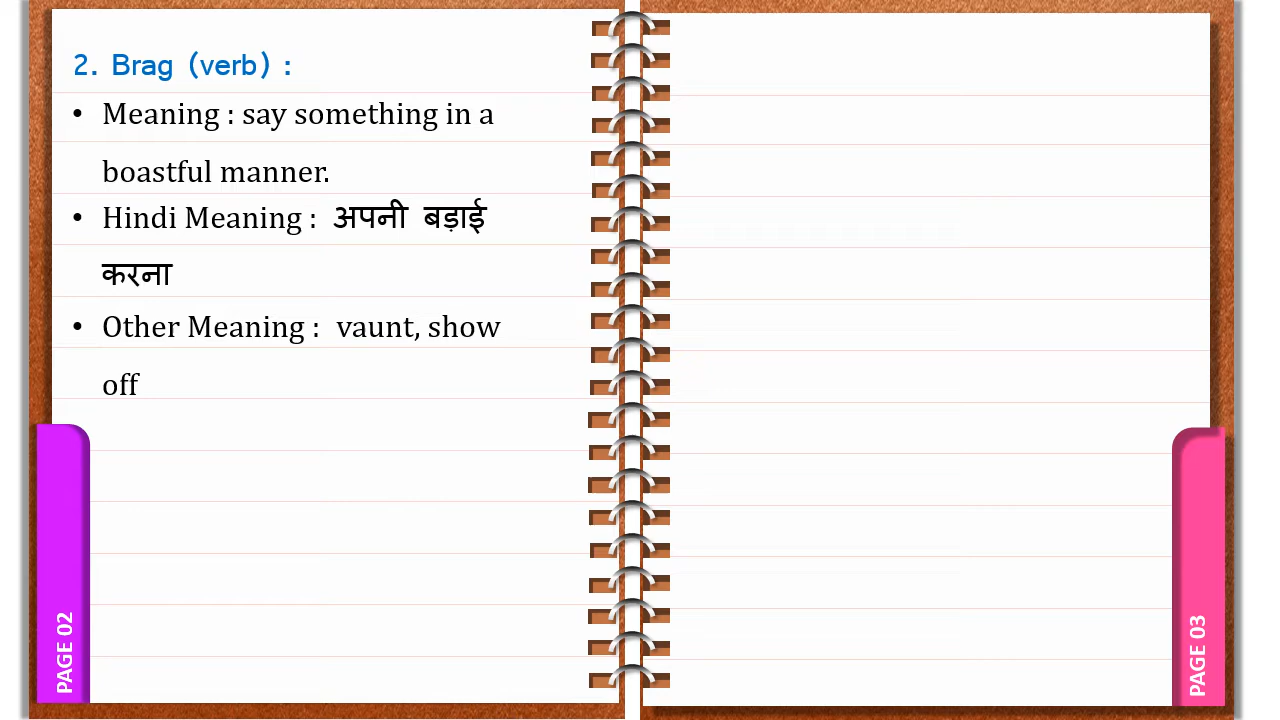 2. Brag (verb) :
• Meaning : say something in a
boastful manner.
• Hindi Meaning : अपनी बड़ाई
करना
• Other Meaning : vaunt, show
off
PAGE 02
PAGE 03